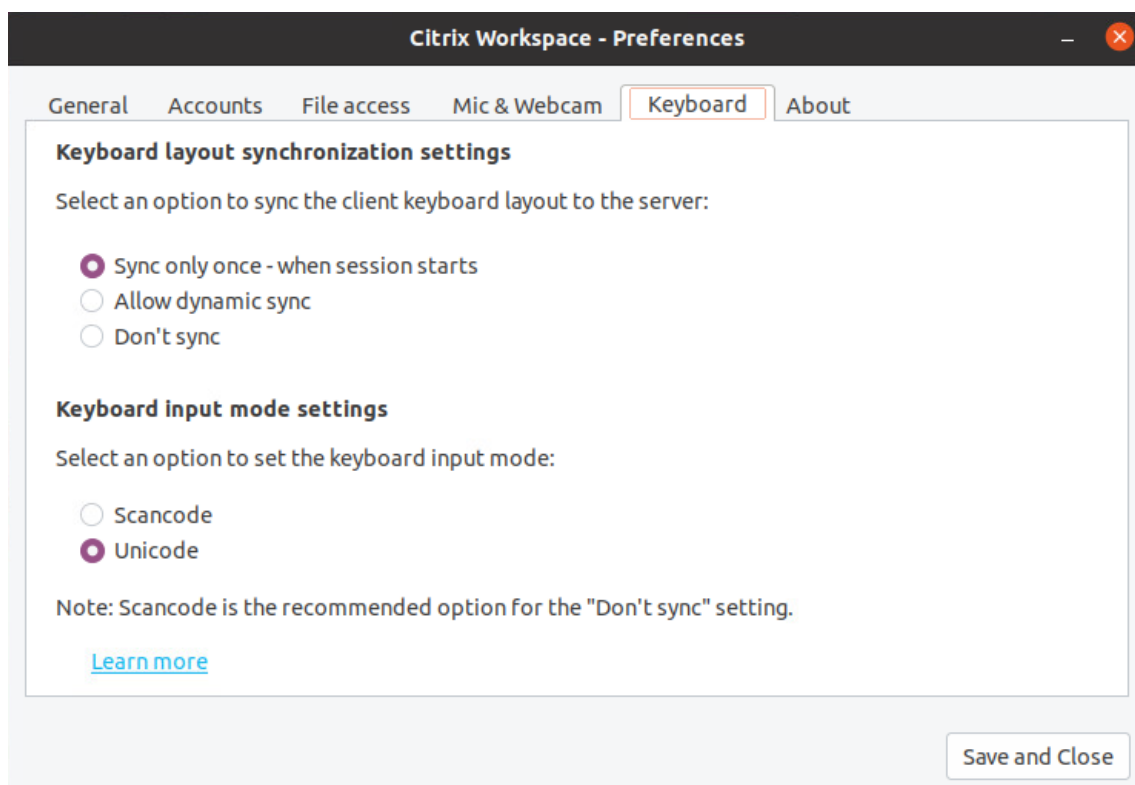 Citrix Workspace - Preferences
General Accounts File access Mic & Webcam Keyboard About
Keyboard layout synchronization settings
Select an option to sync the client keyboard layout to the server:
Sync only once - when session starts
Allow dynamic sync
Don't sync
Keyboard input mode settings
Select an option to set the keyboard input mode:
Scancode
Unicode
Note: Scancode is the recommended option for the "Don't sync" setting.
Learn more
Save and Close